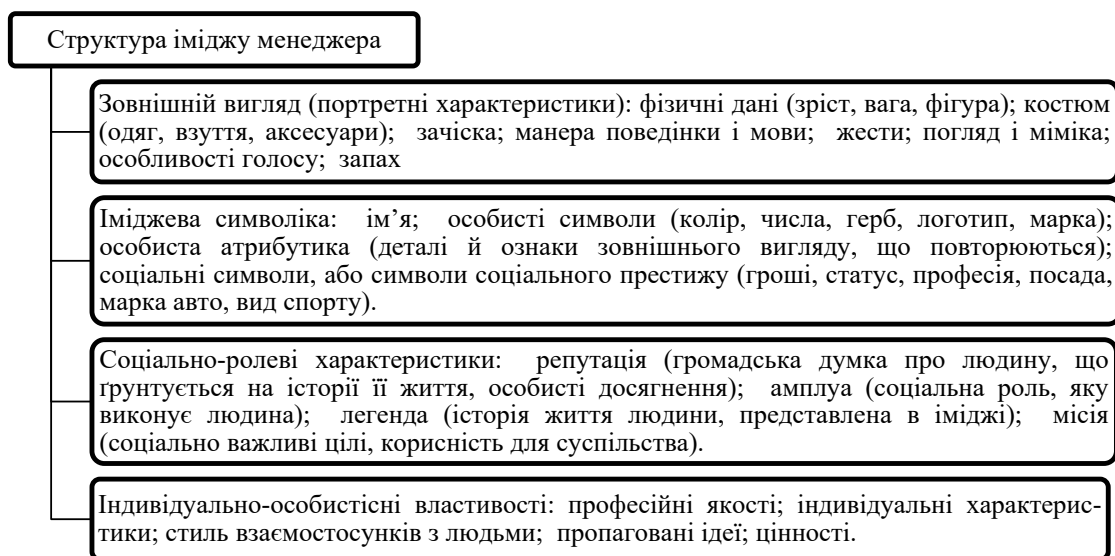 Структура іміджу менеджера
Зовнішній вигляд (портретні характеристики): фізичні дані (зріст, вага, фігура); костюм
(одяг, взуття, аксесуари); зачіска; манера поведінки і мови; жести; погляд і міміка;
особливості голосу; запах
Іміджева символіка: ім’я; особисті символи (колір, числа, герб, логотип, марка);
особиста атрибутика (деталі й ознаки зовнішнього вигляду, що повторюються);
соціальні символи, або символи соціального престижу (гроші, статус, професія, посада,
марка авто, вид спорту).
Соціально-ролеві характеристики: репутація (громадська думка про людину, що
ґрунтується на історії її життя, особисті досягнення); амплуа (соціальна роль, яку
виконує людина); легенда (історія життя людини, представлена в іміджі); місія
(соціально важливі цілі, корисність для суспільства).
Індивідуально-особистісні властивості: професійні якості; індивідуальні характерис-
тики; стиль взаємостосунків з людьми; пропаговані ідеї; цінності.